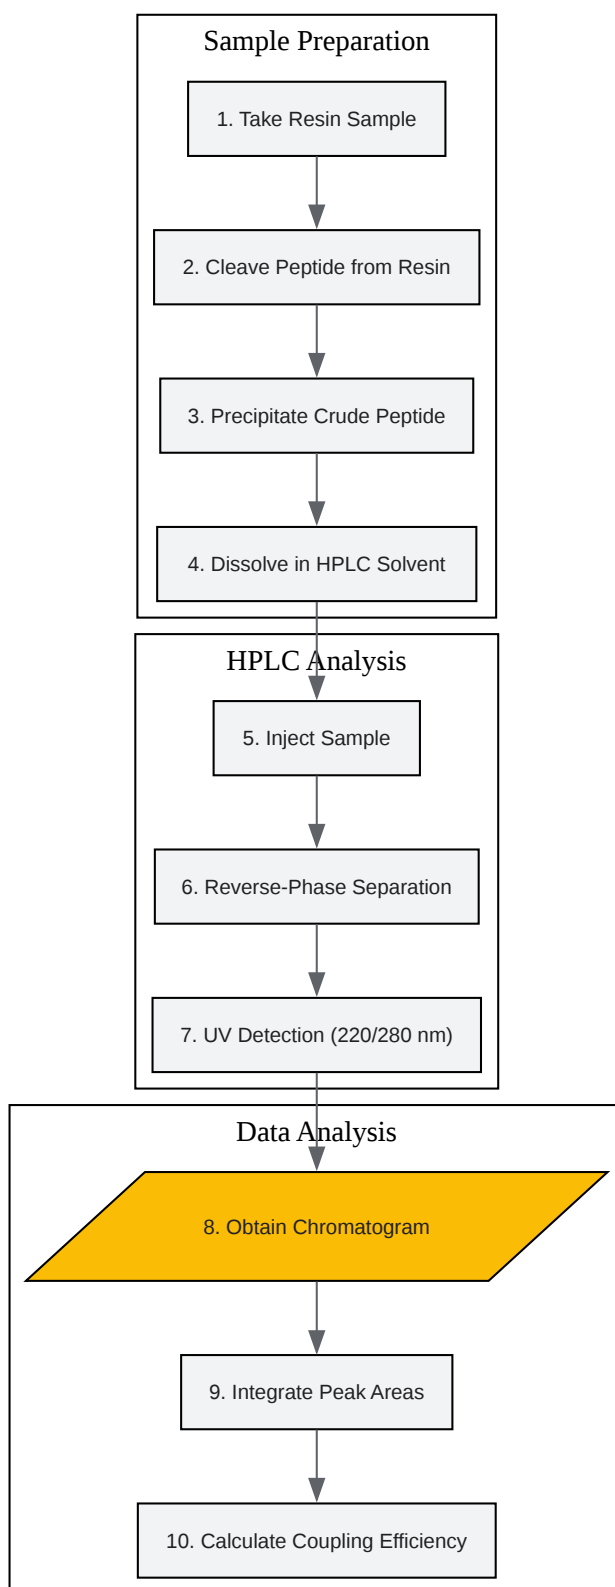 Sample Preparation
1. Take Resin Sample
2. Cleave Peptide from Resin
3. Precipitate Crude Peptide
4. Dissolve in HPLC Solvent
HPLC Analysis
5. Inject Sample
6. Reverse-Phase Separation
7. UV Detection (220/280 nm)
Data Analysis
8. Obtain Chromatogram
9. Integrate Peak Areas
10. Calculate Coupling Efficiency